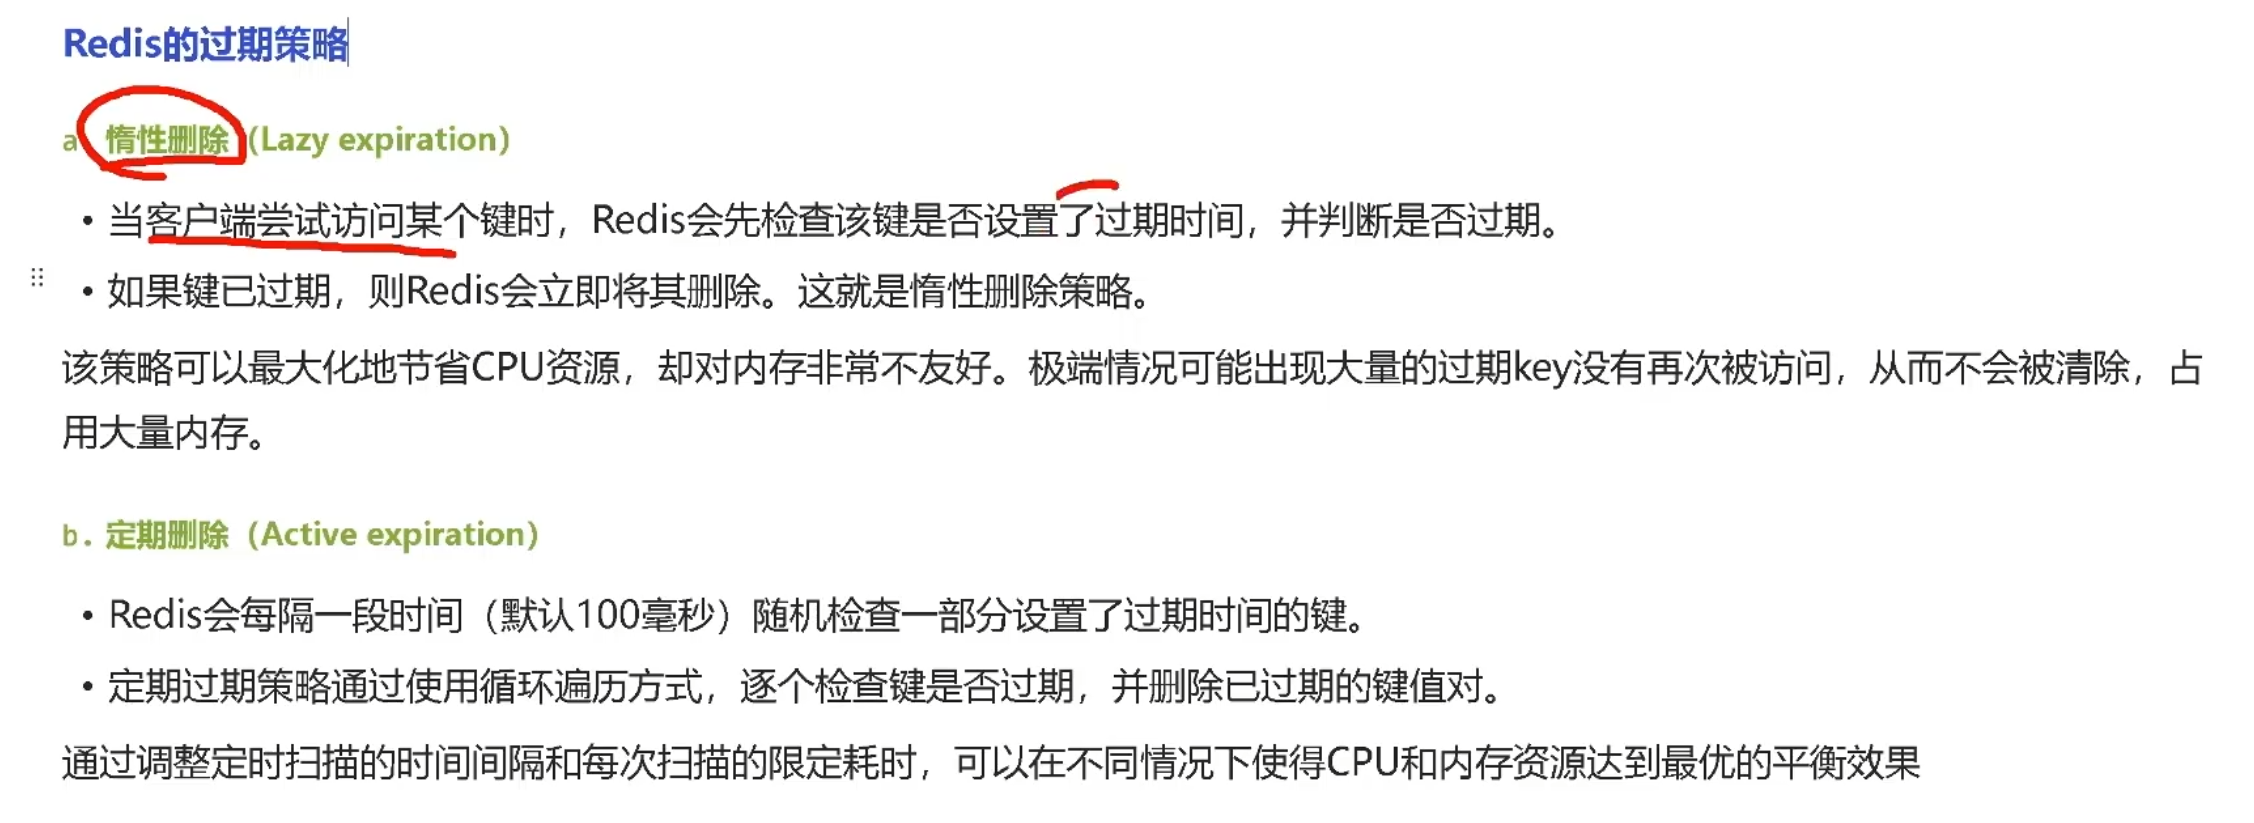 Redis的过期策略
a 惰性删除（Lazy expiration）
• 当客户端尝试访问某个键时，Redis会先检查该键是否设置了过期时间，并判断是否过期。
• 如果键已过期，则Redis会立即将其删除。这就是惰性删除策略。
该策略可以最大化地节省CPU资源，却对内存非常不友好。极端情况可能出现大量的过期key没有再次被访问，从而不会被清除，占
用大量内存。
b. 定期删除（Active expiration）
• Redis会每隔一段时间（默认100毫秒）随机检查一部分设置了过期时间的键。
• 定期过期策略通过使用循环遍历方式，逐个检查键是否过期，并删除已过期的键值对。
通过调整定时扫描的时间间隔和每次扫描的限定耗时，可以在不同情况下使得CPU和内存资源达到最优的平衡效果